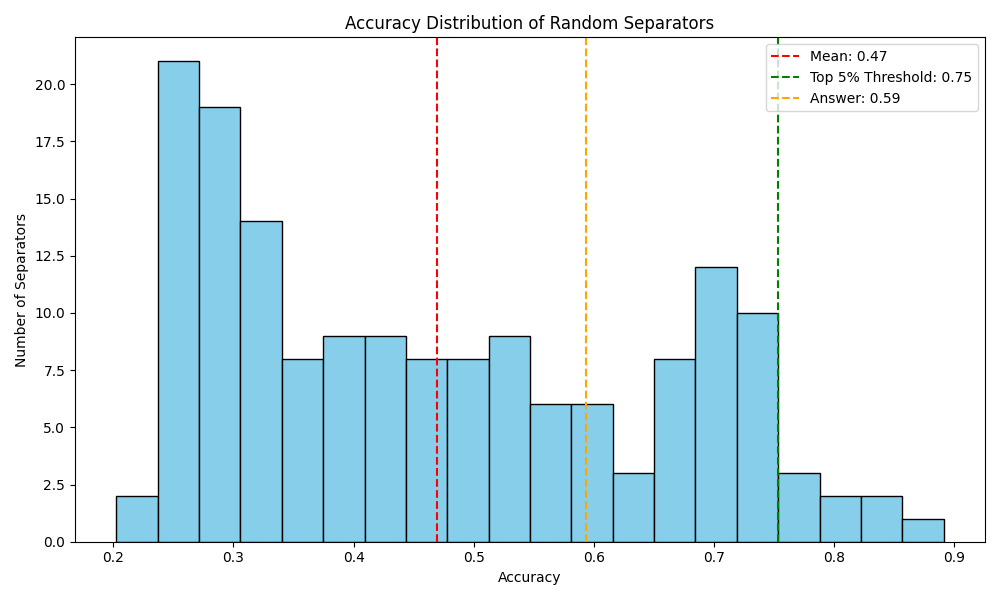 Accuracy Distribution of Random Separators
Mean: 0.47
Top 5% Threshold: 0.75
Answer: 0.59
Number of Separators
20.0
17.5
15.0
12.5
10.0
7.5
5.0
2.5
0.0
0.2 0.3 0.4 0.5 0.6 0.7 0.8 0.9
Accuracy